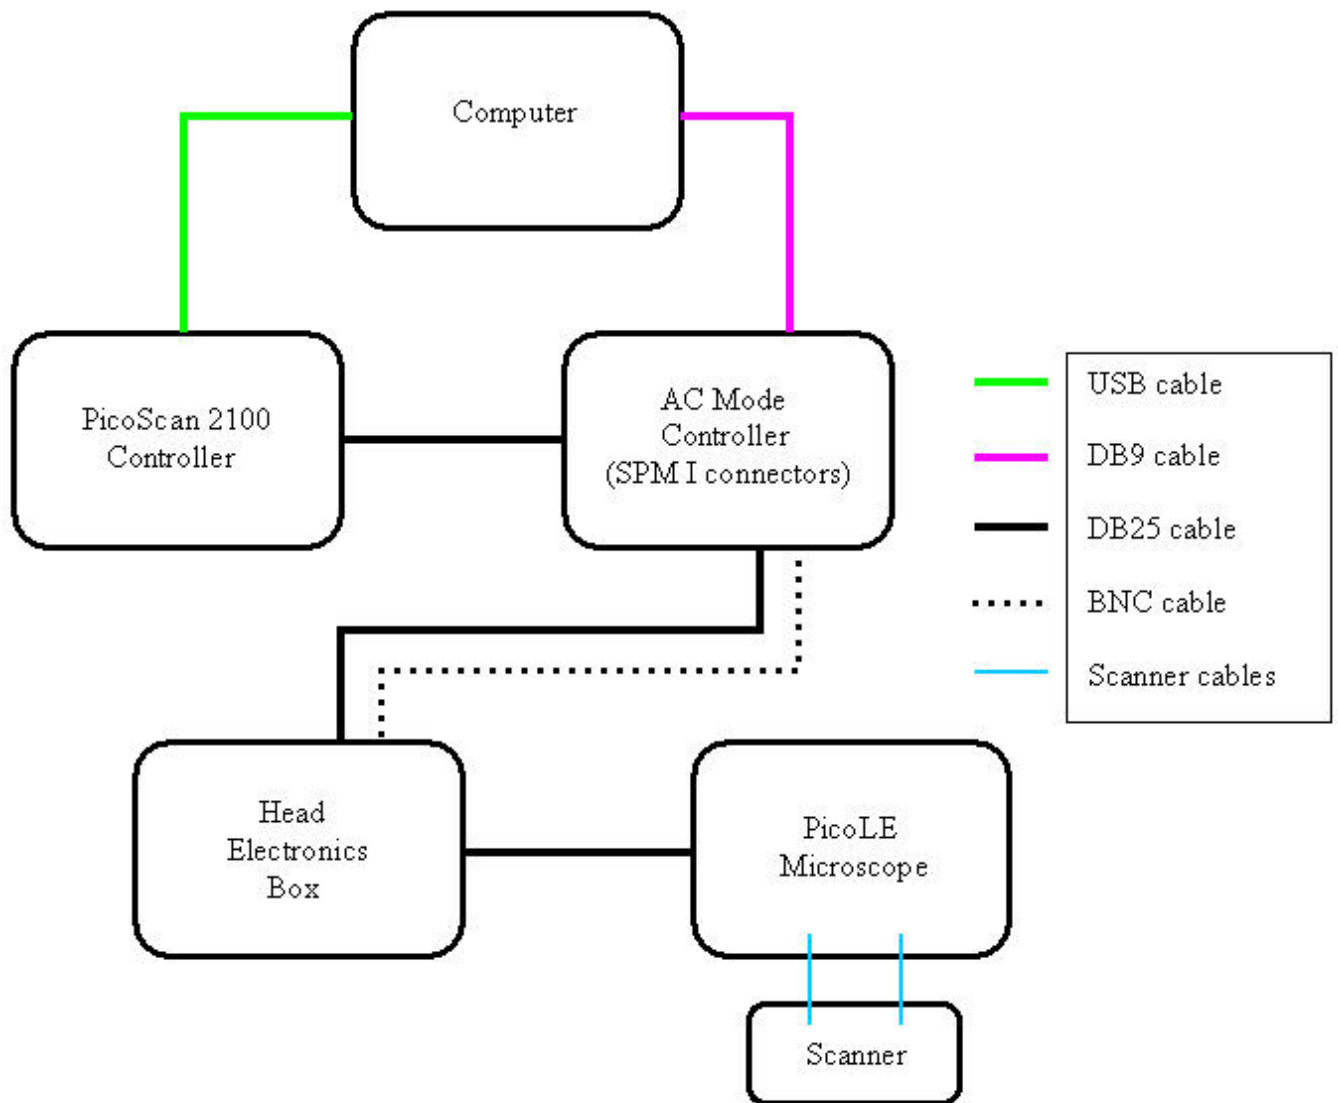 Computer
PicoScan 2100
Controller
AC Mode
Controller
(SPM I connectors)
USB cable
DB9 cable
DB25 cable
BNC cable
Scanner cables
Head
Electronics
Box
PicoLE
Microscope
Scanner